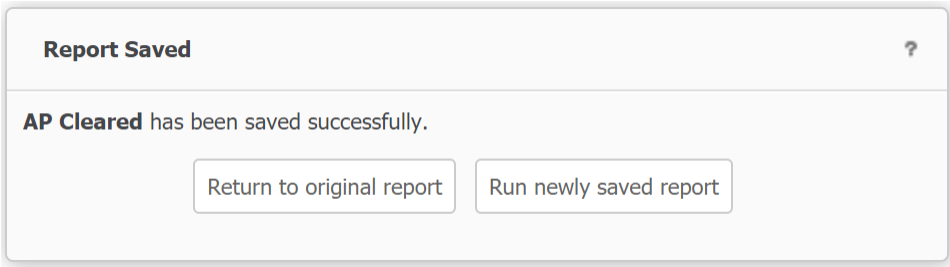 Report Saved ?
AP Cleared has been saved successfully.
Return to original report Run newly saved report